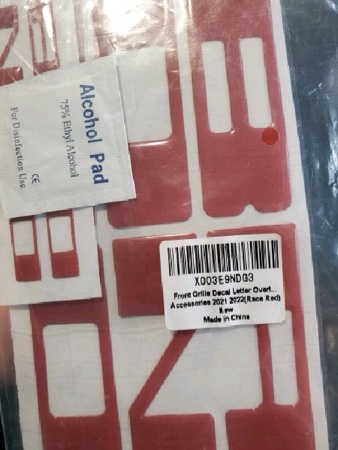 Alcohol Pad
75% Ethyl Alcohol
For Disinfection Use
CE
X003E9NDG3
Front Grille Decal Letter Overl...
Accessories 2021 2022(Race Red)
New
Made in China